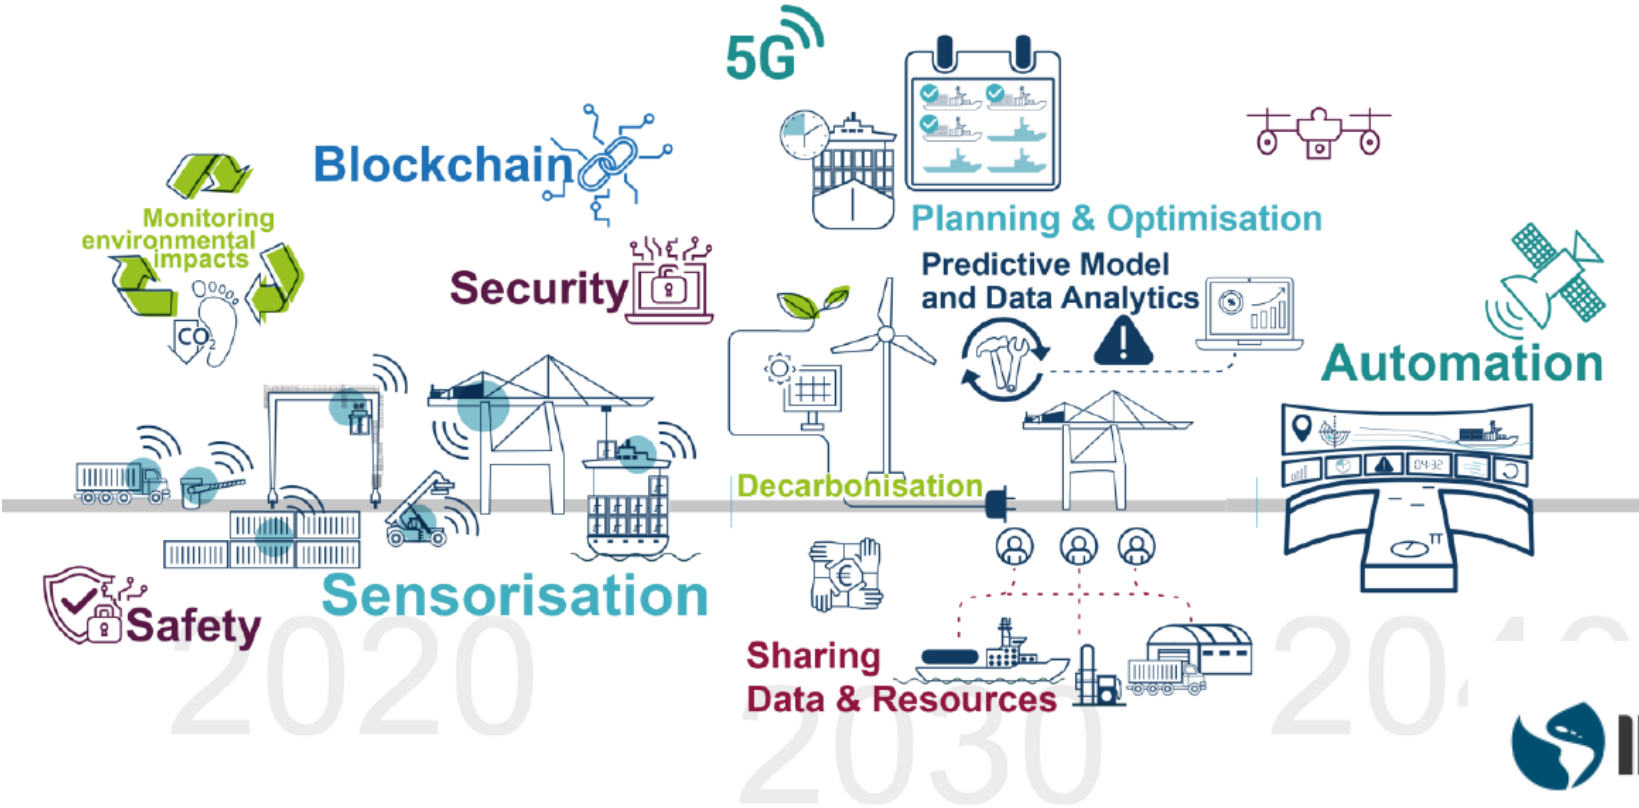 5G
Blockchain
Monitoring
environmental
impacts
CO2
Security
Planning & Optimisation
Predictive Model
and Data Analytics
Automation
04:32
Decarbonisation
Safety
Sensorisation
Sharing
Data & Resources
2020
2030